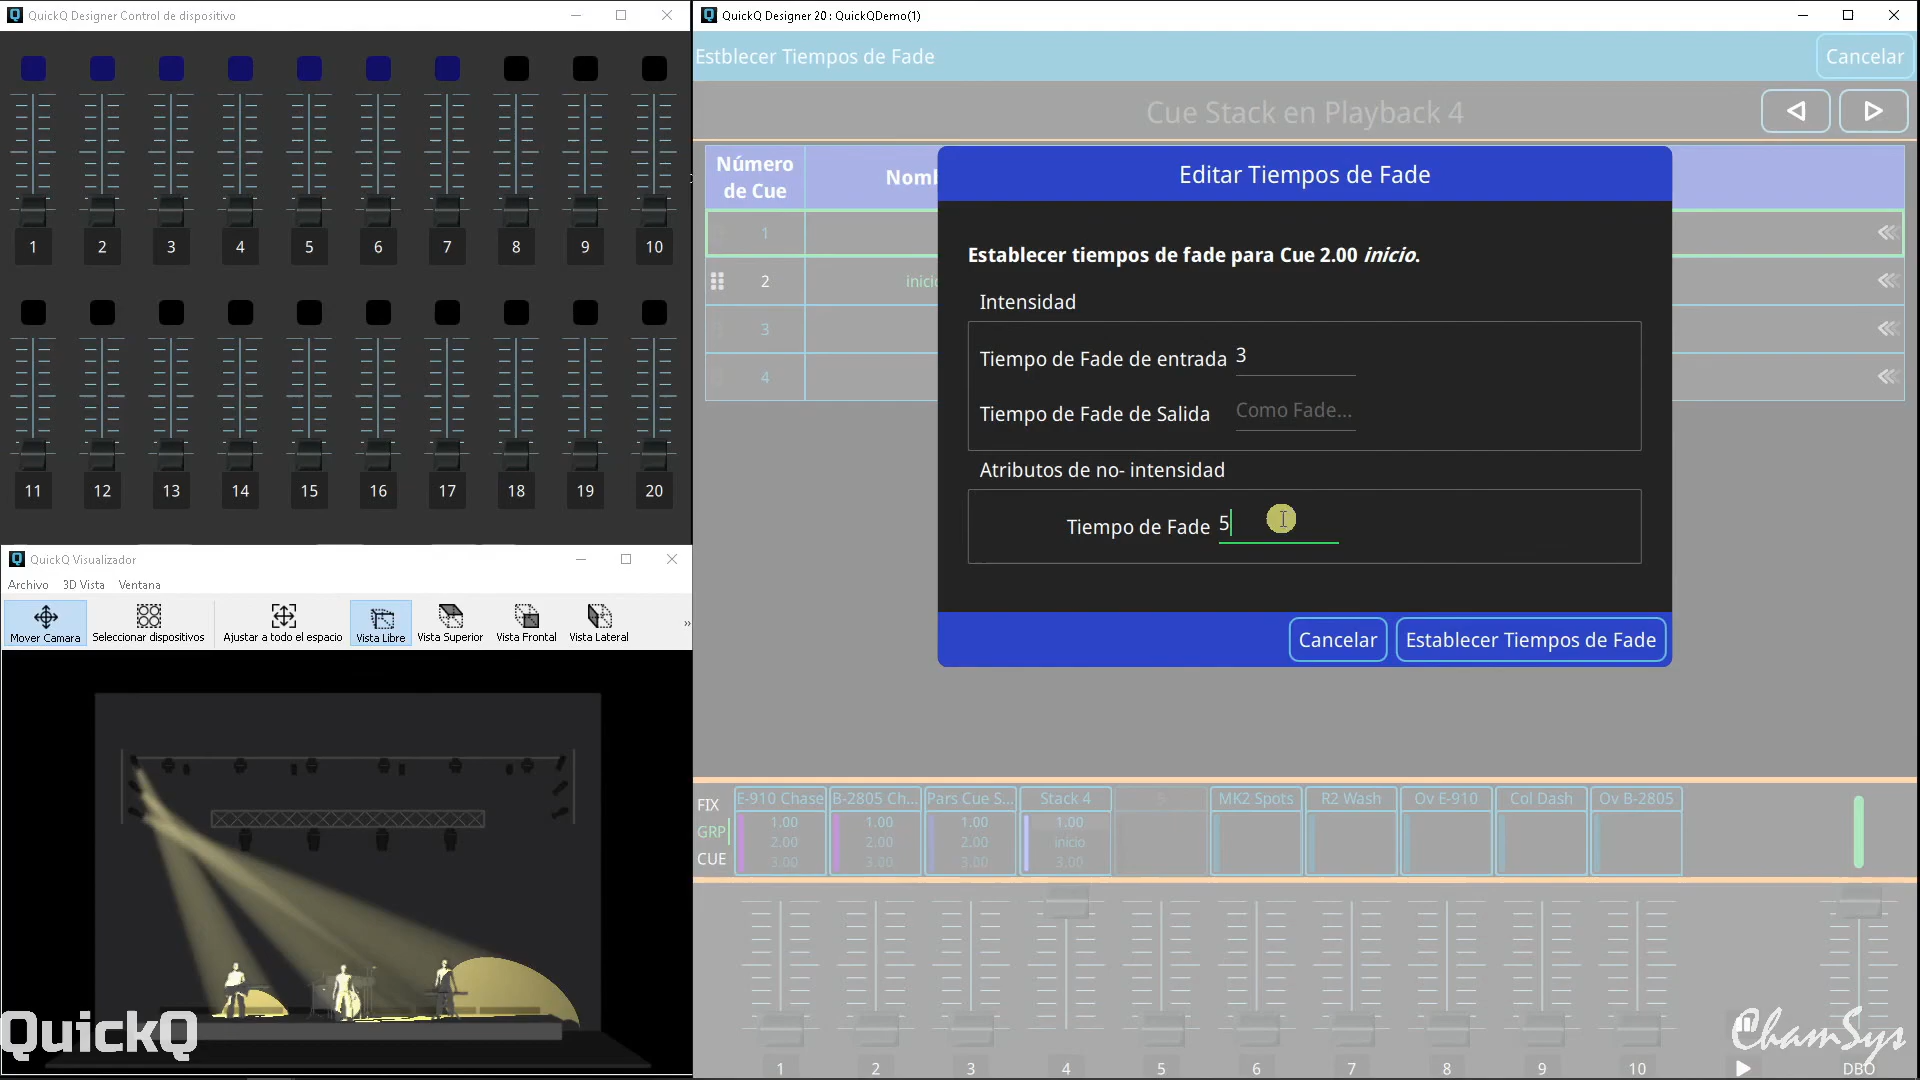 QuickQ Designer Control de dispositivo
1 2 3 4 5 6 7 8 9 10
11 12 13 14 15 16 17 18 19 20
QuickQ Visualizador
Archivo 3D Vista Ventana
Mover Camara Seleccionar dispositivos Ajustar a todo el espacio Vista Libre Vista Superior Vista Frontal Vista Lateral »
QuickQ
QuickQ Designer 20 : QuickQDemo(1)
Estblecer Tiempos de Fade Cancelar
Cue Stack en Playback 4
Número
de Cue
Nomb
1
2 inicio
3
4
Editar Tiempos de Fade
Establecer tiempos de fade para Cue 2.00 inicio.
Intensidad
Tiempo de Fade de entrada 3
Tiempo de Fade de Salida Como Fade...
Atributos de no- intensidad
Tiempo de Fade 5
Cancelar Establecer Tiempos de Fade
FIX
GRP
CUE
E-910 Chase B-2805 Ch... Pars Cue S... Stack 4 5 MK2 Spots R2 Wash Ov E-910 Col Dash Ov B-2805
1.00 1.00 1.00 1.00
2.00 2.00 2.00 inicio
3.00 3.00 3.00 3.00
ChamSys
1 2 3 4 5 6 7 8 9 10 DBO